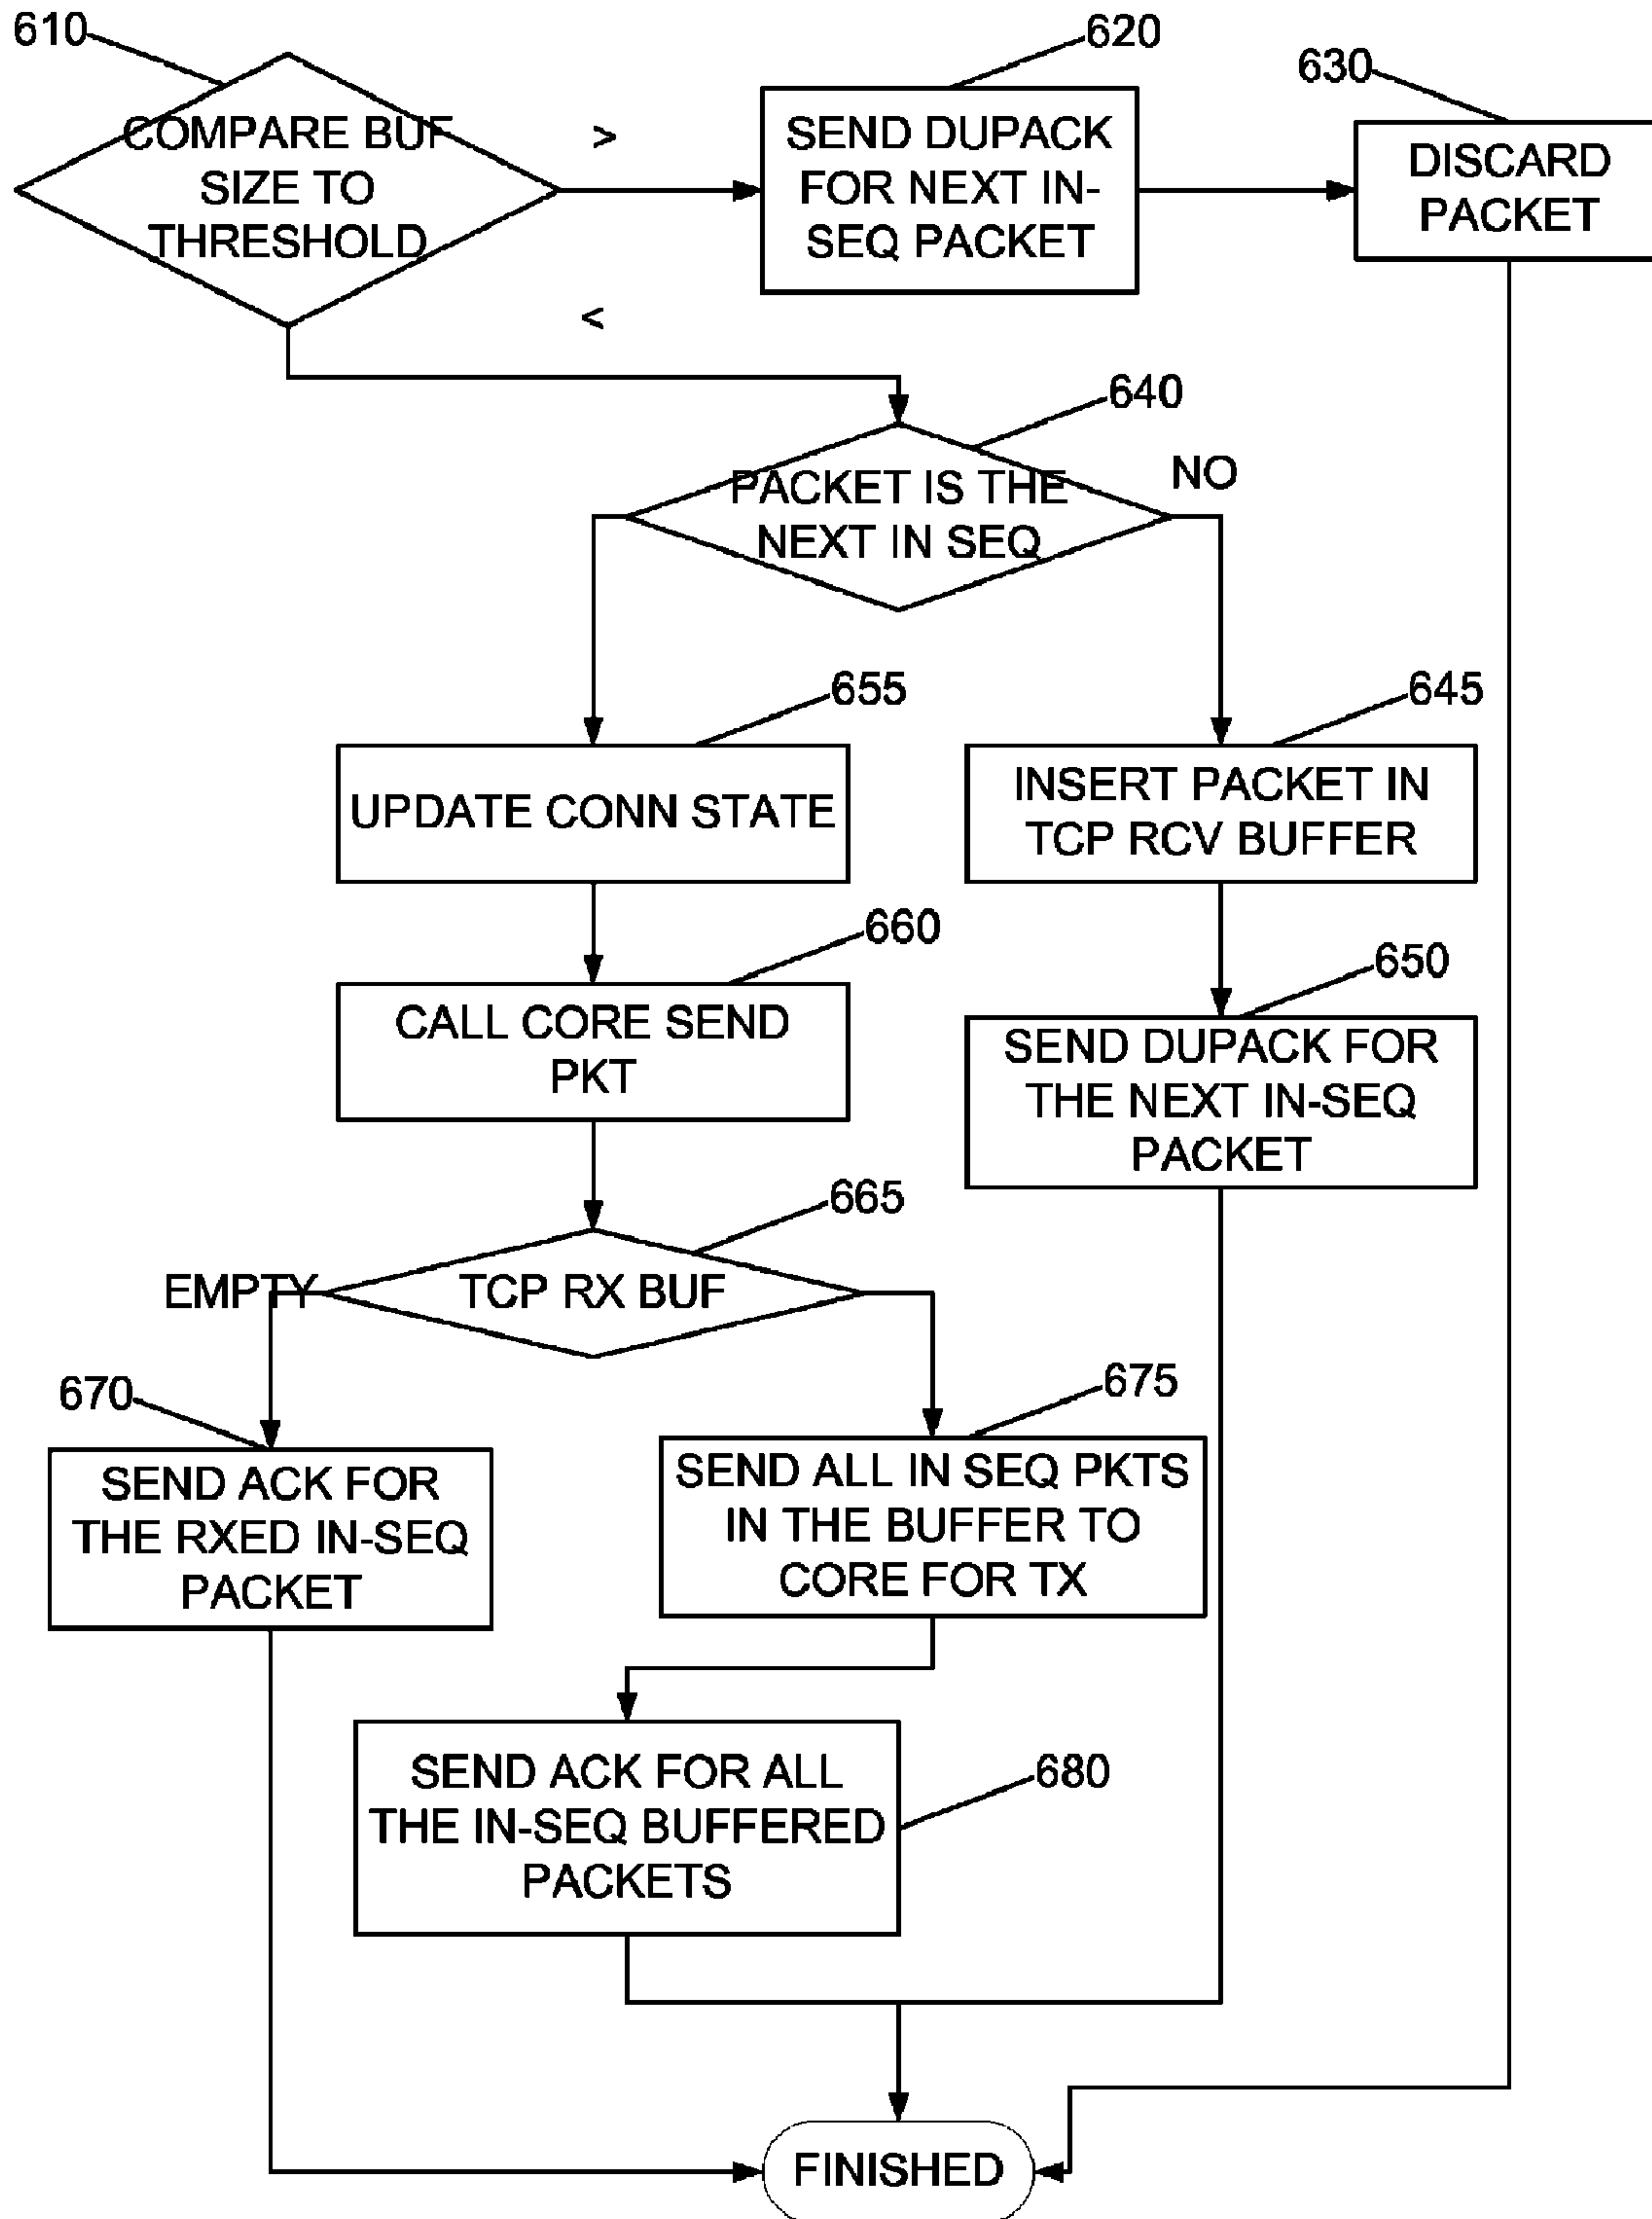 610
COMPARE BUF
SIZE TO
THRESHOLD
>
<
620
SEND DUPACK
FOR NEXT IN-
SEQ PACKET
630
DISCARD
PACKET
640
PACKET IS THE
NEXT IN SEQ
NO
655
UPDATE CONN STATE
645
INSERT PACKET IN
TCP RCV BUFFER
660
CALL CORE SEND
PKT
650
SEND DUPACK FOR
THE NEXT IN-SEQ
PACKET
665
EMPTY
TCP RX BUF
670
SEND ACK FOR
THE RXED IN-SEQ
PACKET
675
SEND ALL IN SEQ PKTS
IN THE BUFFER TO
CORE FOR TX
680
SEND ACK FOR ALL
THE IN-SEQ BUFFERED
PACKETS
FINISHED